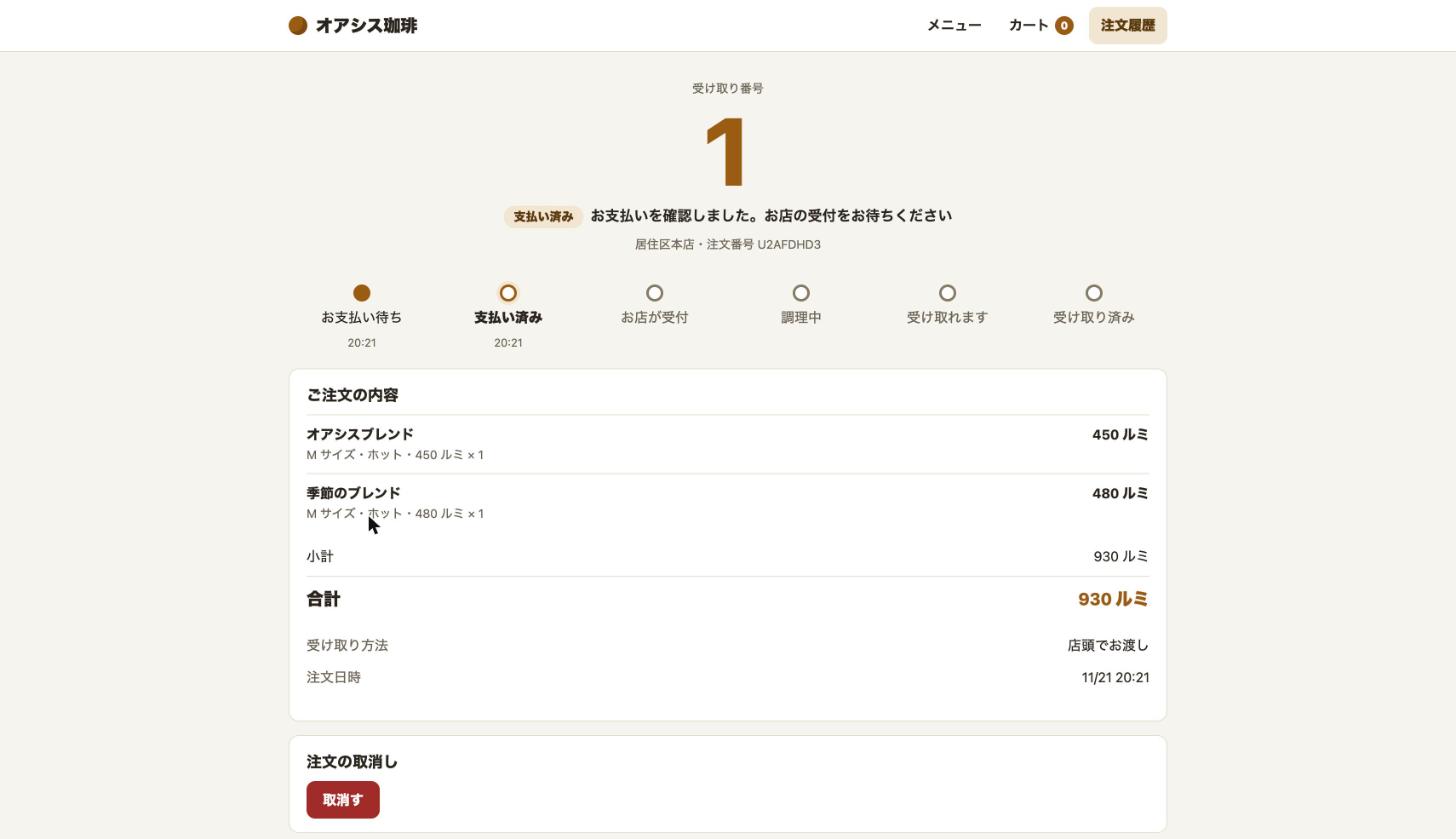 オアシス珈琲
メニュー
カート 0
注文履歴
受け取り番号
1
支払い済み お支払いを確認しました。お店の受付をお待ちください
居住区本店・注文番号 U2AFDHD3
お支払い待ち
20:21
支払い済み
20:21
お店が受付
調理中
受け取れます
受け取り済み
ご注文の内容
オアシスブレンド 450 ルミ
M サイズ・ホット・450 ルミ × 1
季節のブレンド 480 ルミ
M サイズ・ホット・480 ルミ × 1
小計 930 ルミ
合計 930 ルミ
受け取り方法 店頭でお渡し
注文日時 11/21 20:21
注文の取消し
取消す